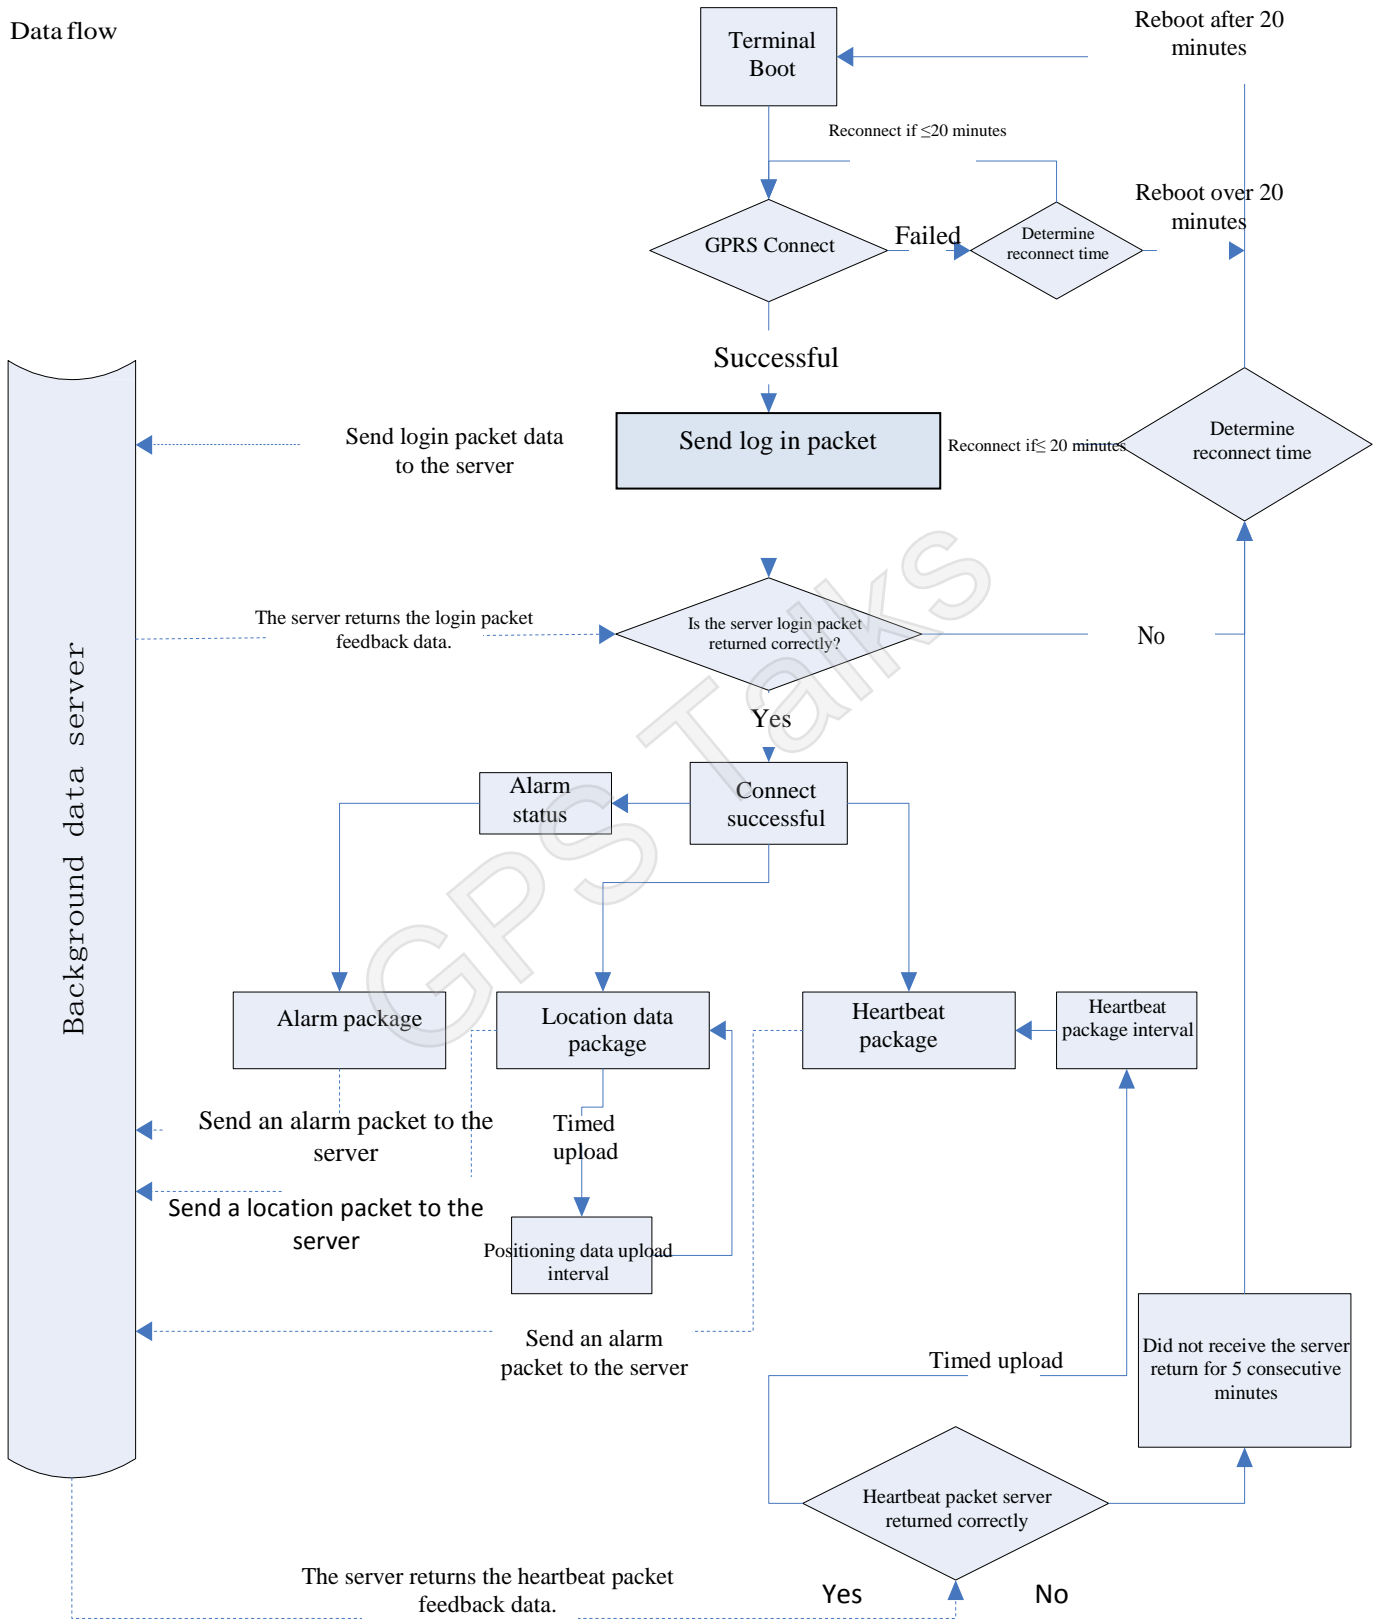 Data flow
Reboot after 20
minutes
Terminal
Boot
Reconnect if ≤20 minutes
Reboot over 20
minutes
GPRS Connect
Failed
Determine
reconnect time
Successful
Send login packet data
to the server
Send log in packet
Reconnect if≤ 20 minutes
Determine
reconnect time
The server returns the login packet
feedback data.
Is the server login packet
returned correctly?
No
Yes
Background data server
Alarm
status
Connect
successful
Alarm package
Location data
package
Heartbeat
package
Heartbeat
package interval
Send an alarm packet to the
server
Timed
upload
Send a location packet to the
server
Positioning data upload
interval
Send an alarm
packet to the server
Timed upload
Did not receive the server
return for 5 consecutive
minutes
Heartbeat packet server
returned correctly
The server returns the heartbeat packet
feedback data.
Yes
No
GPS Talks